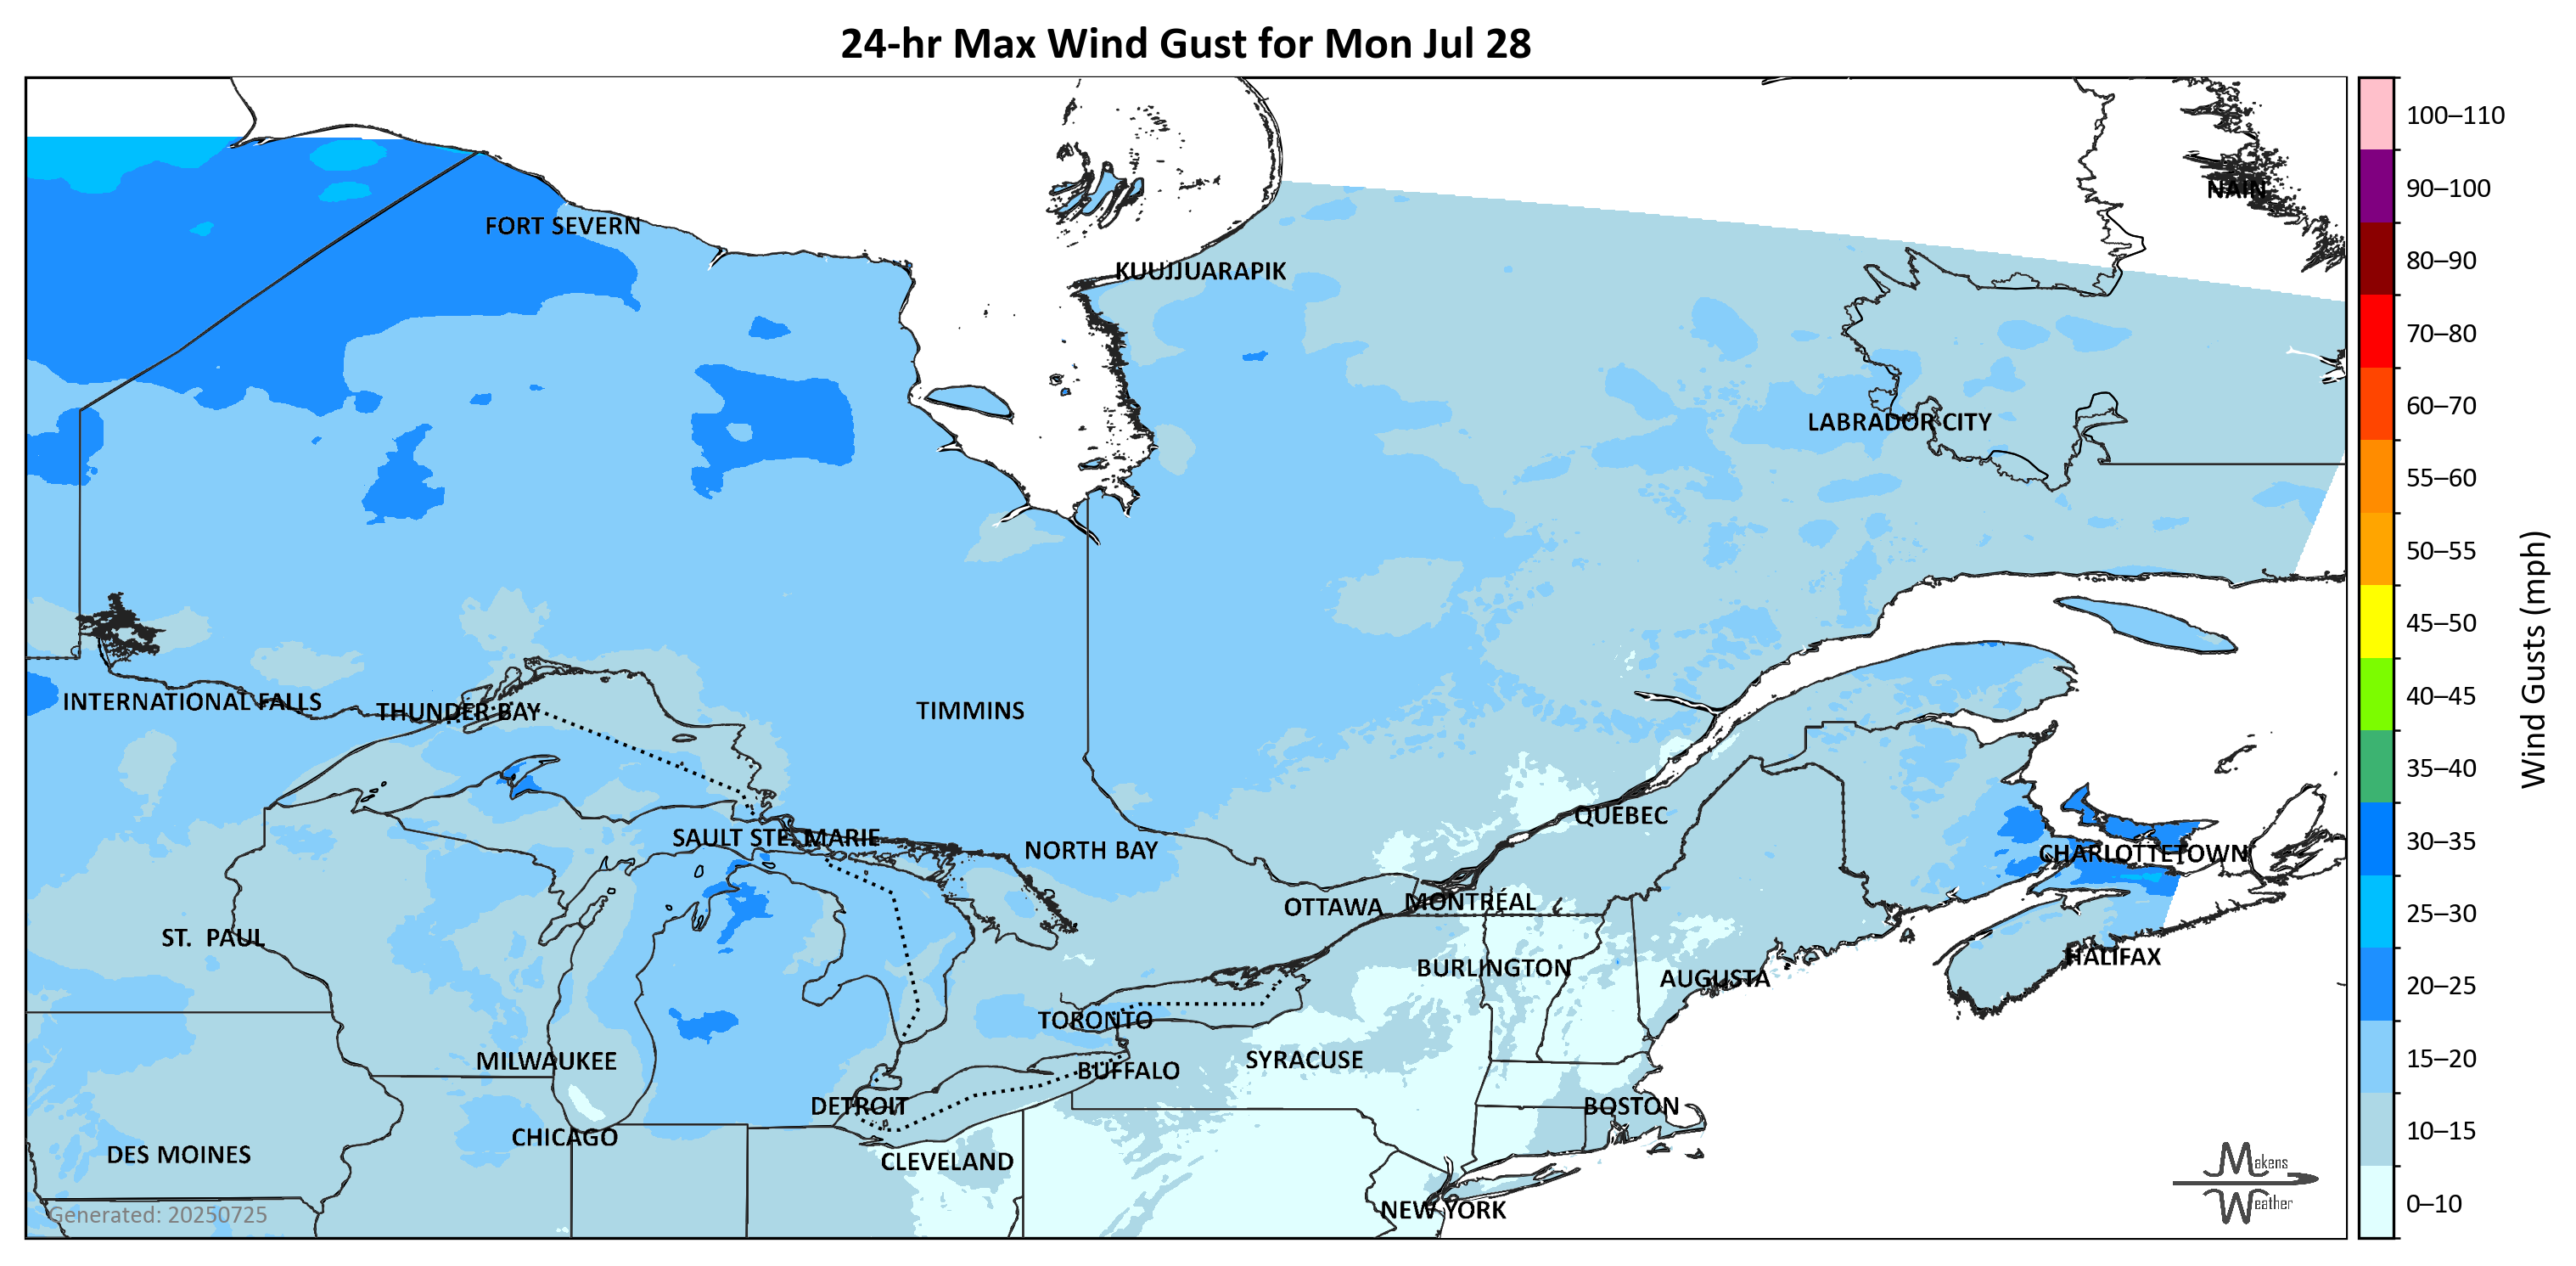 24-hr Max Wind Gust for Mon Jul 28
100–110
90–100
80–90
70–80
60–70
55–60
50–55
45–50
40–45
35–40
30–35
25–30
20–25
15–20
10–15
0–10
Wind Gusts (mph)
NAIN
FORT SEVERN
KUUJJUARAPIK
LABRADOR CITY
INTERNATIONAL FALLS
THUNDER BAY
TIMMINS
QUEBEC
SAULT STE. MARIE
NORTH BAY
CHARLOTTETOWN
OTTAWA
MONTRÉAL
ST. PAUL
HALIFAX
BURLINGTON
AUGUSTA
TORONTO
MILWAUKEE
SYRACUSE
BUFFALO
DETROIT
BOSTON
CHICAGO
DES MOINES
CLEVELAND
NEW YORK
Makens
Weather
Generated: 20250725